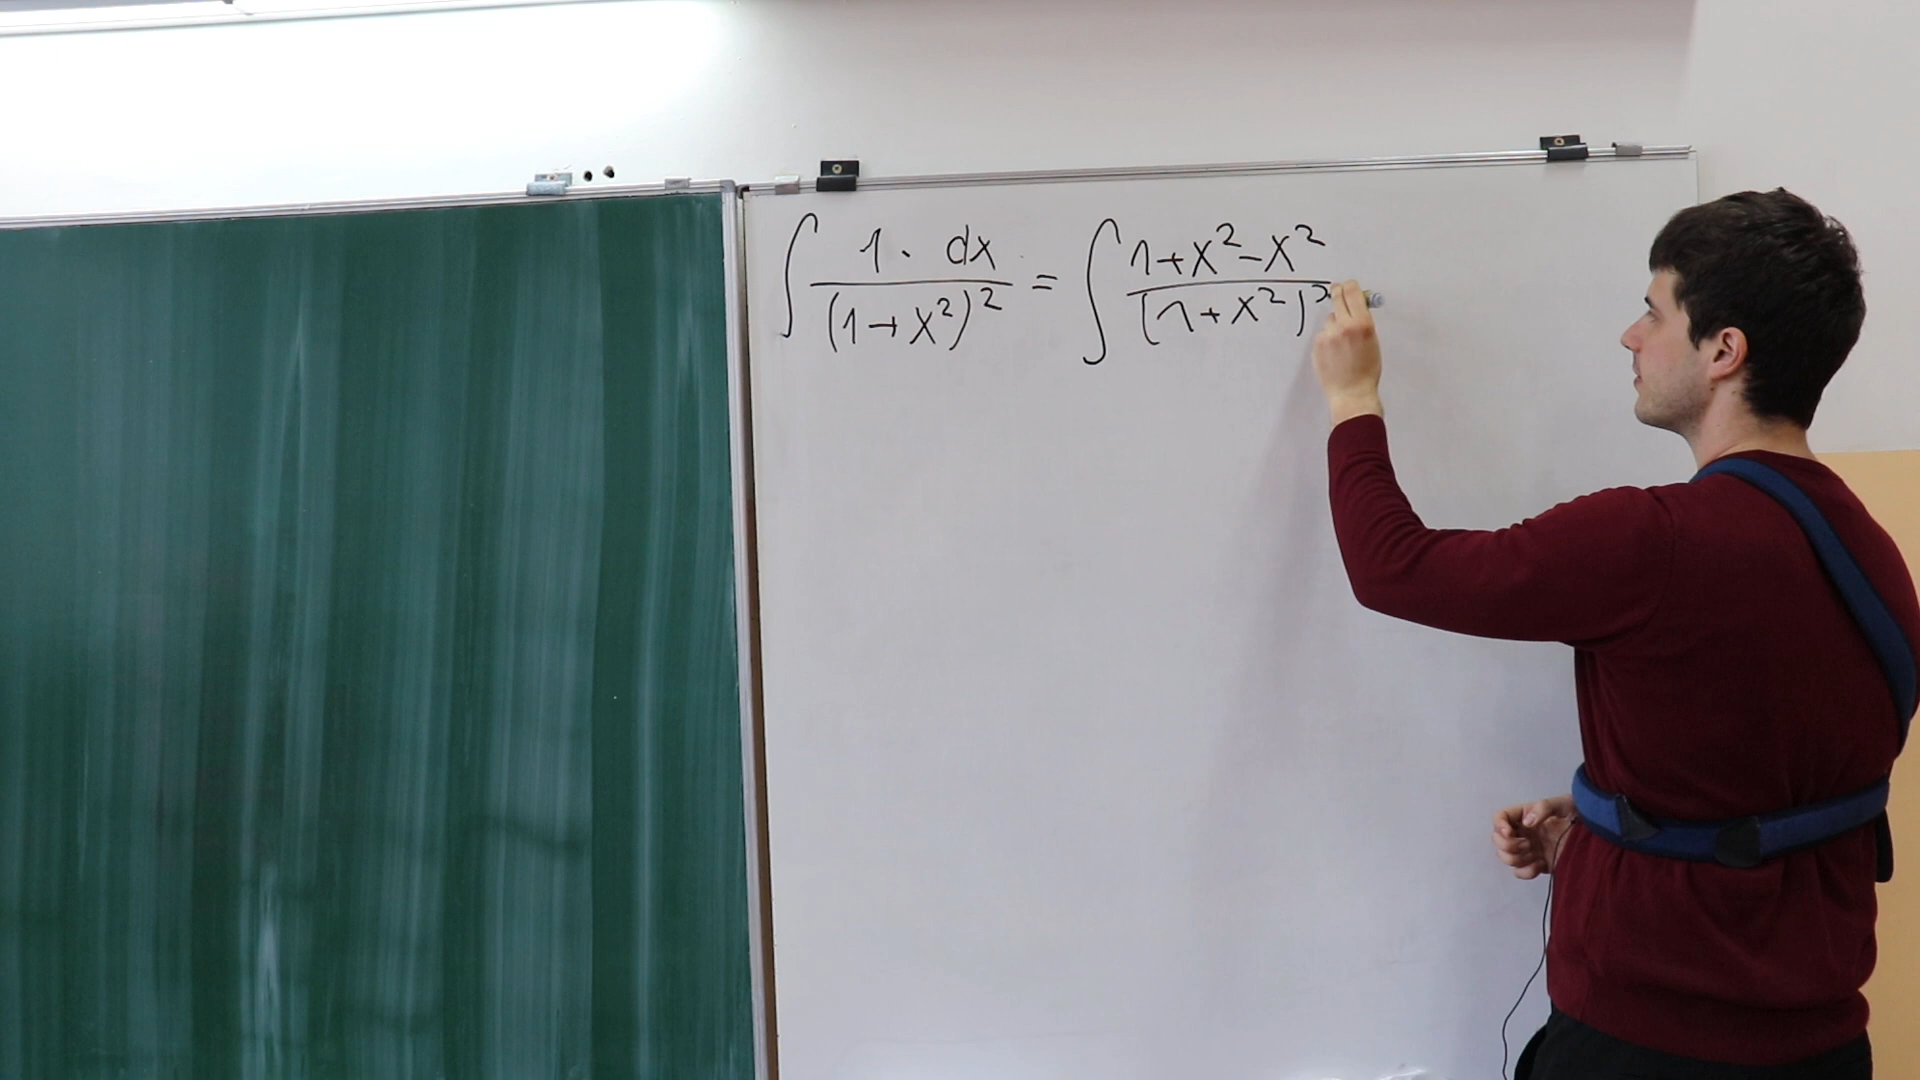 ∫ 1 · dx / (1+x²)² = ∫ 1+x²-x² / (1+x²)²